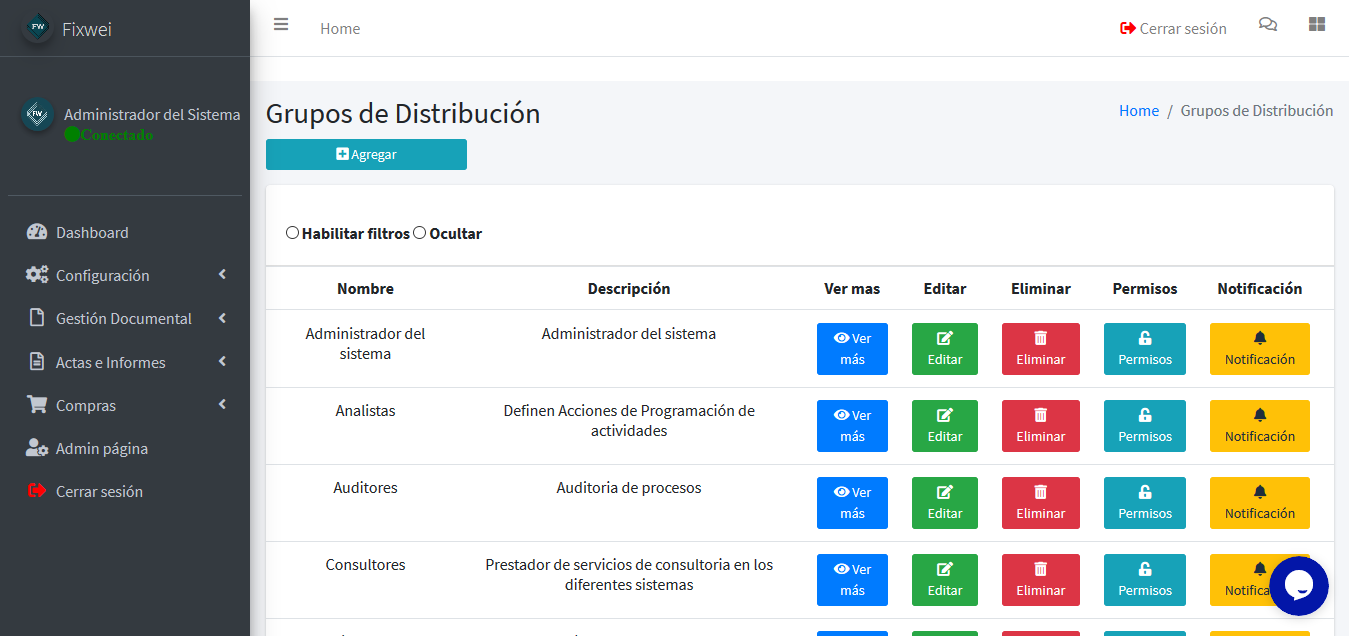 FW
Fixwei
Home
Cerrar sesión
FW
Administrador del Sistema
Conectado
Dashboard
Configuración
Gestión Documental
Actas e Informes
Compras
Admin página
Cerrar sesión
Grupos de Distribución
Home / Grupos de Distribución
Agregar
Habilitar filtros Ocultar
Nombre Descripción Ver mas Editar Eliminar Permisos Notificación
Administrador del
sistema
Administrador del sistema
Ver
más
Editar
Eliminar
Permisos
Notificación
Analistas
Definen Acciones de Programación de
actividades
Ver
más
Editar
Eliminar
Permisos
Notificación
Auditores
Auditoria de procesos
Ver
más
Editar
Eliminar
Permisos
Notificación
Consultores
Prestador de servicios de consultoria en los
diferentes sistemas
Ver
más
Editar
Eliminar
Permisos